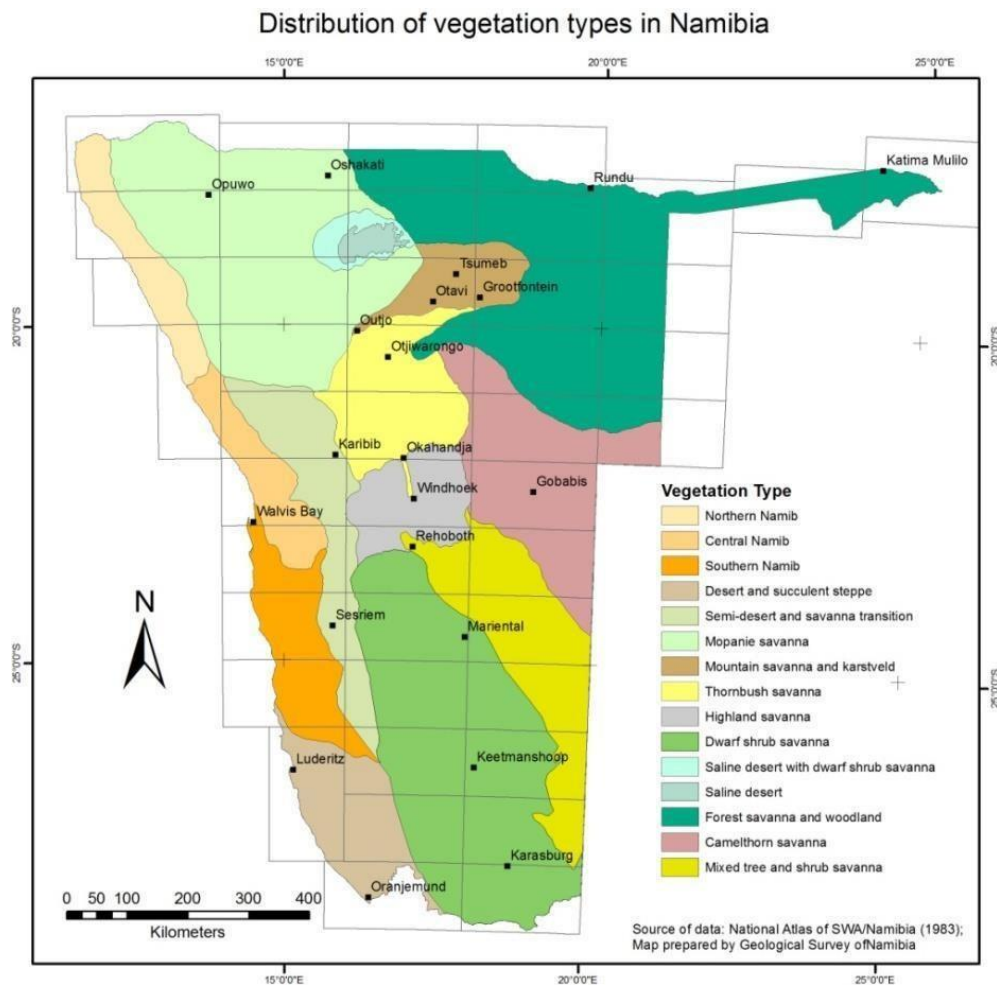 Distribution of vegetation types in Namibia
15°0'0"E
20°0'0"E
25°0'0"E
Katima Mulilo
Oshakati
Rundu
Opuwo
Tsumeb
Otavi
Grootfontein
20°0'0"S
Outjo
20°0'0"S
Otjiwarongo
Karibib
Okahandja
Windhoek
Gobabis
Walvis Bay
Rehoboth
Vegetation Type
Northern Namib
Central Namib
Southern Namib
Desert and succulent steppe
Semi-desert and savanna transition
Mopanie savanna
Mountain savanna and karstveld
Thornbush savanna
Highland savanna
Dwarf shrub savanna
Saline desert with dwarf shrub savanna
Saline desert
Forest savanna and woodland
Camelthorn savanna
Mixed tree and shrub savanna
N
Sesriem
Mariental
25°0'0"S
25°0'0"S
Luderitz
Keetmanshoop
Karasburg
Oranjemund
0 50 100 200 300 400
Kilometers
Source of data: National Atlas of SWA/Namibia (1983);
Map prepared by Geological Survey ofNamibia
15°0'0"E
20°0'0"E
25°0'0"E